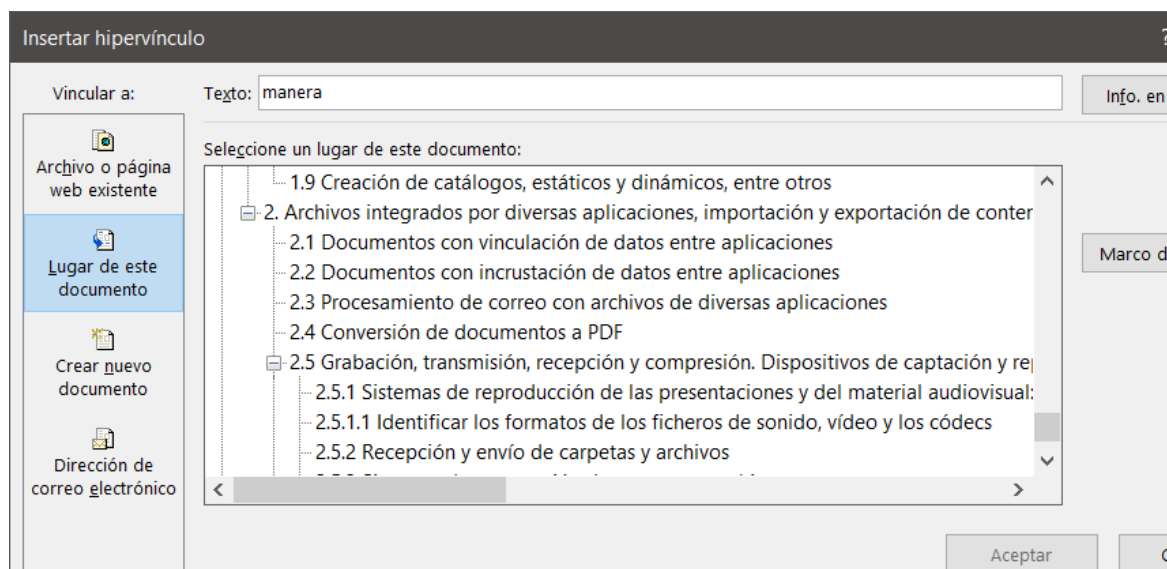 Insertar hipervínculo
?
Vincular a:
Texto: manera
Info. en
Archivo o página
web existente
Lugar de este
documento
Crear nuevo
documento
Dirección de
correo electrónico
Seleccione un lugar de este documento:
1.9 Creación de catálogos, estáticos y dinámicos, entre otros
2. Archivos integrados por diversas aplicaciones, importación y exportación de conter
2.1 Documentos con vinculación de datos entre aplicaciones
2.2 Documentos con incrustación de datos entre aplicaciones
2.3 Procesamiento de correo con archivos de diversas aplicaciones
2.4 Conversión de documentos a PDF
2.5 Grabación, transmisión, recepción y compresión. Dispositivos de captación y rep
2.5.1 Sistemas de reproducción de las presentaciones y del material audiovisual:
2.5.1.1 Identificar los formatos de los ficheros de sonido, vídeo y los códecs
2.5.2 Recepción y envío de carpetas y archivos
Marco d
Aceptar